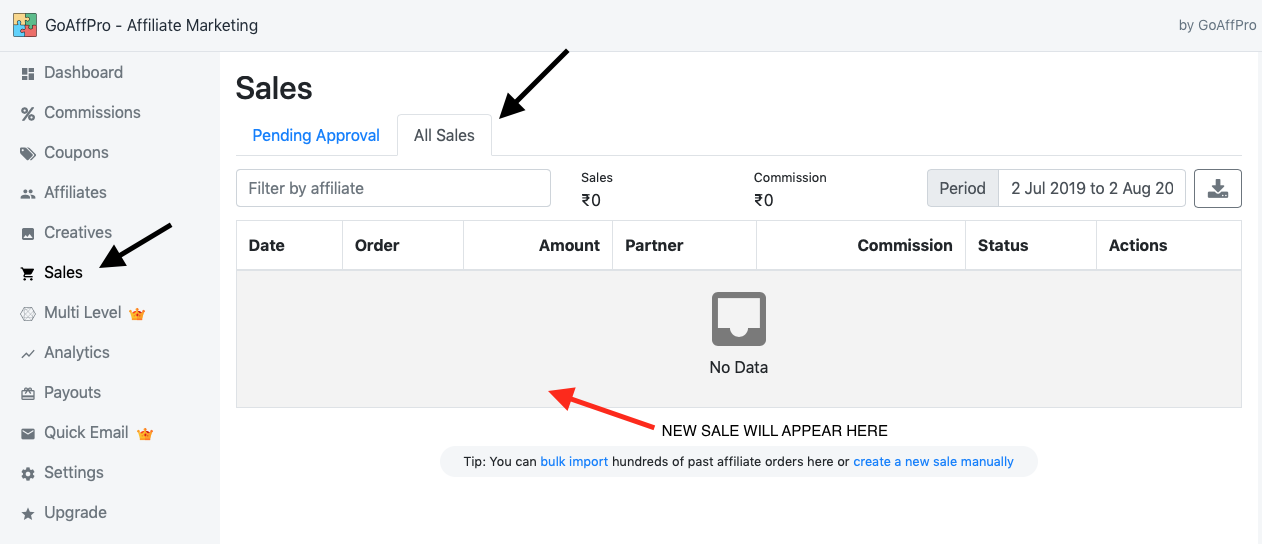 GoAffPro - Affiliate Marketing
by GoAffPro
Dashboard
Commissions
Coupons
Affiliates
Creatives
Sales
Multi Level
Analytics
Payouts
Quick Email
Settings
Upgrade
Sales
Pending Approval
All Sales
Filter by affiliate
Sales
₹0
Commission
₹0
Period
2 Jul 2019 to 2 Aug 20
Date Order Amount Partner Commission Status Actions
No Data
NEW SALE WILL APPEAR HERE
Tip: You can bulk import hundreds of past affiliate orders here or create a new sale manually